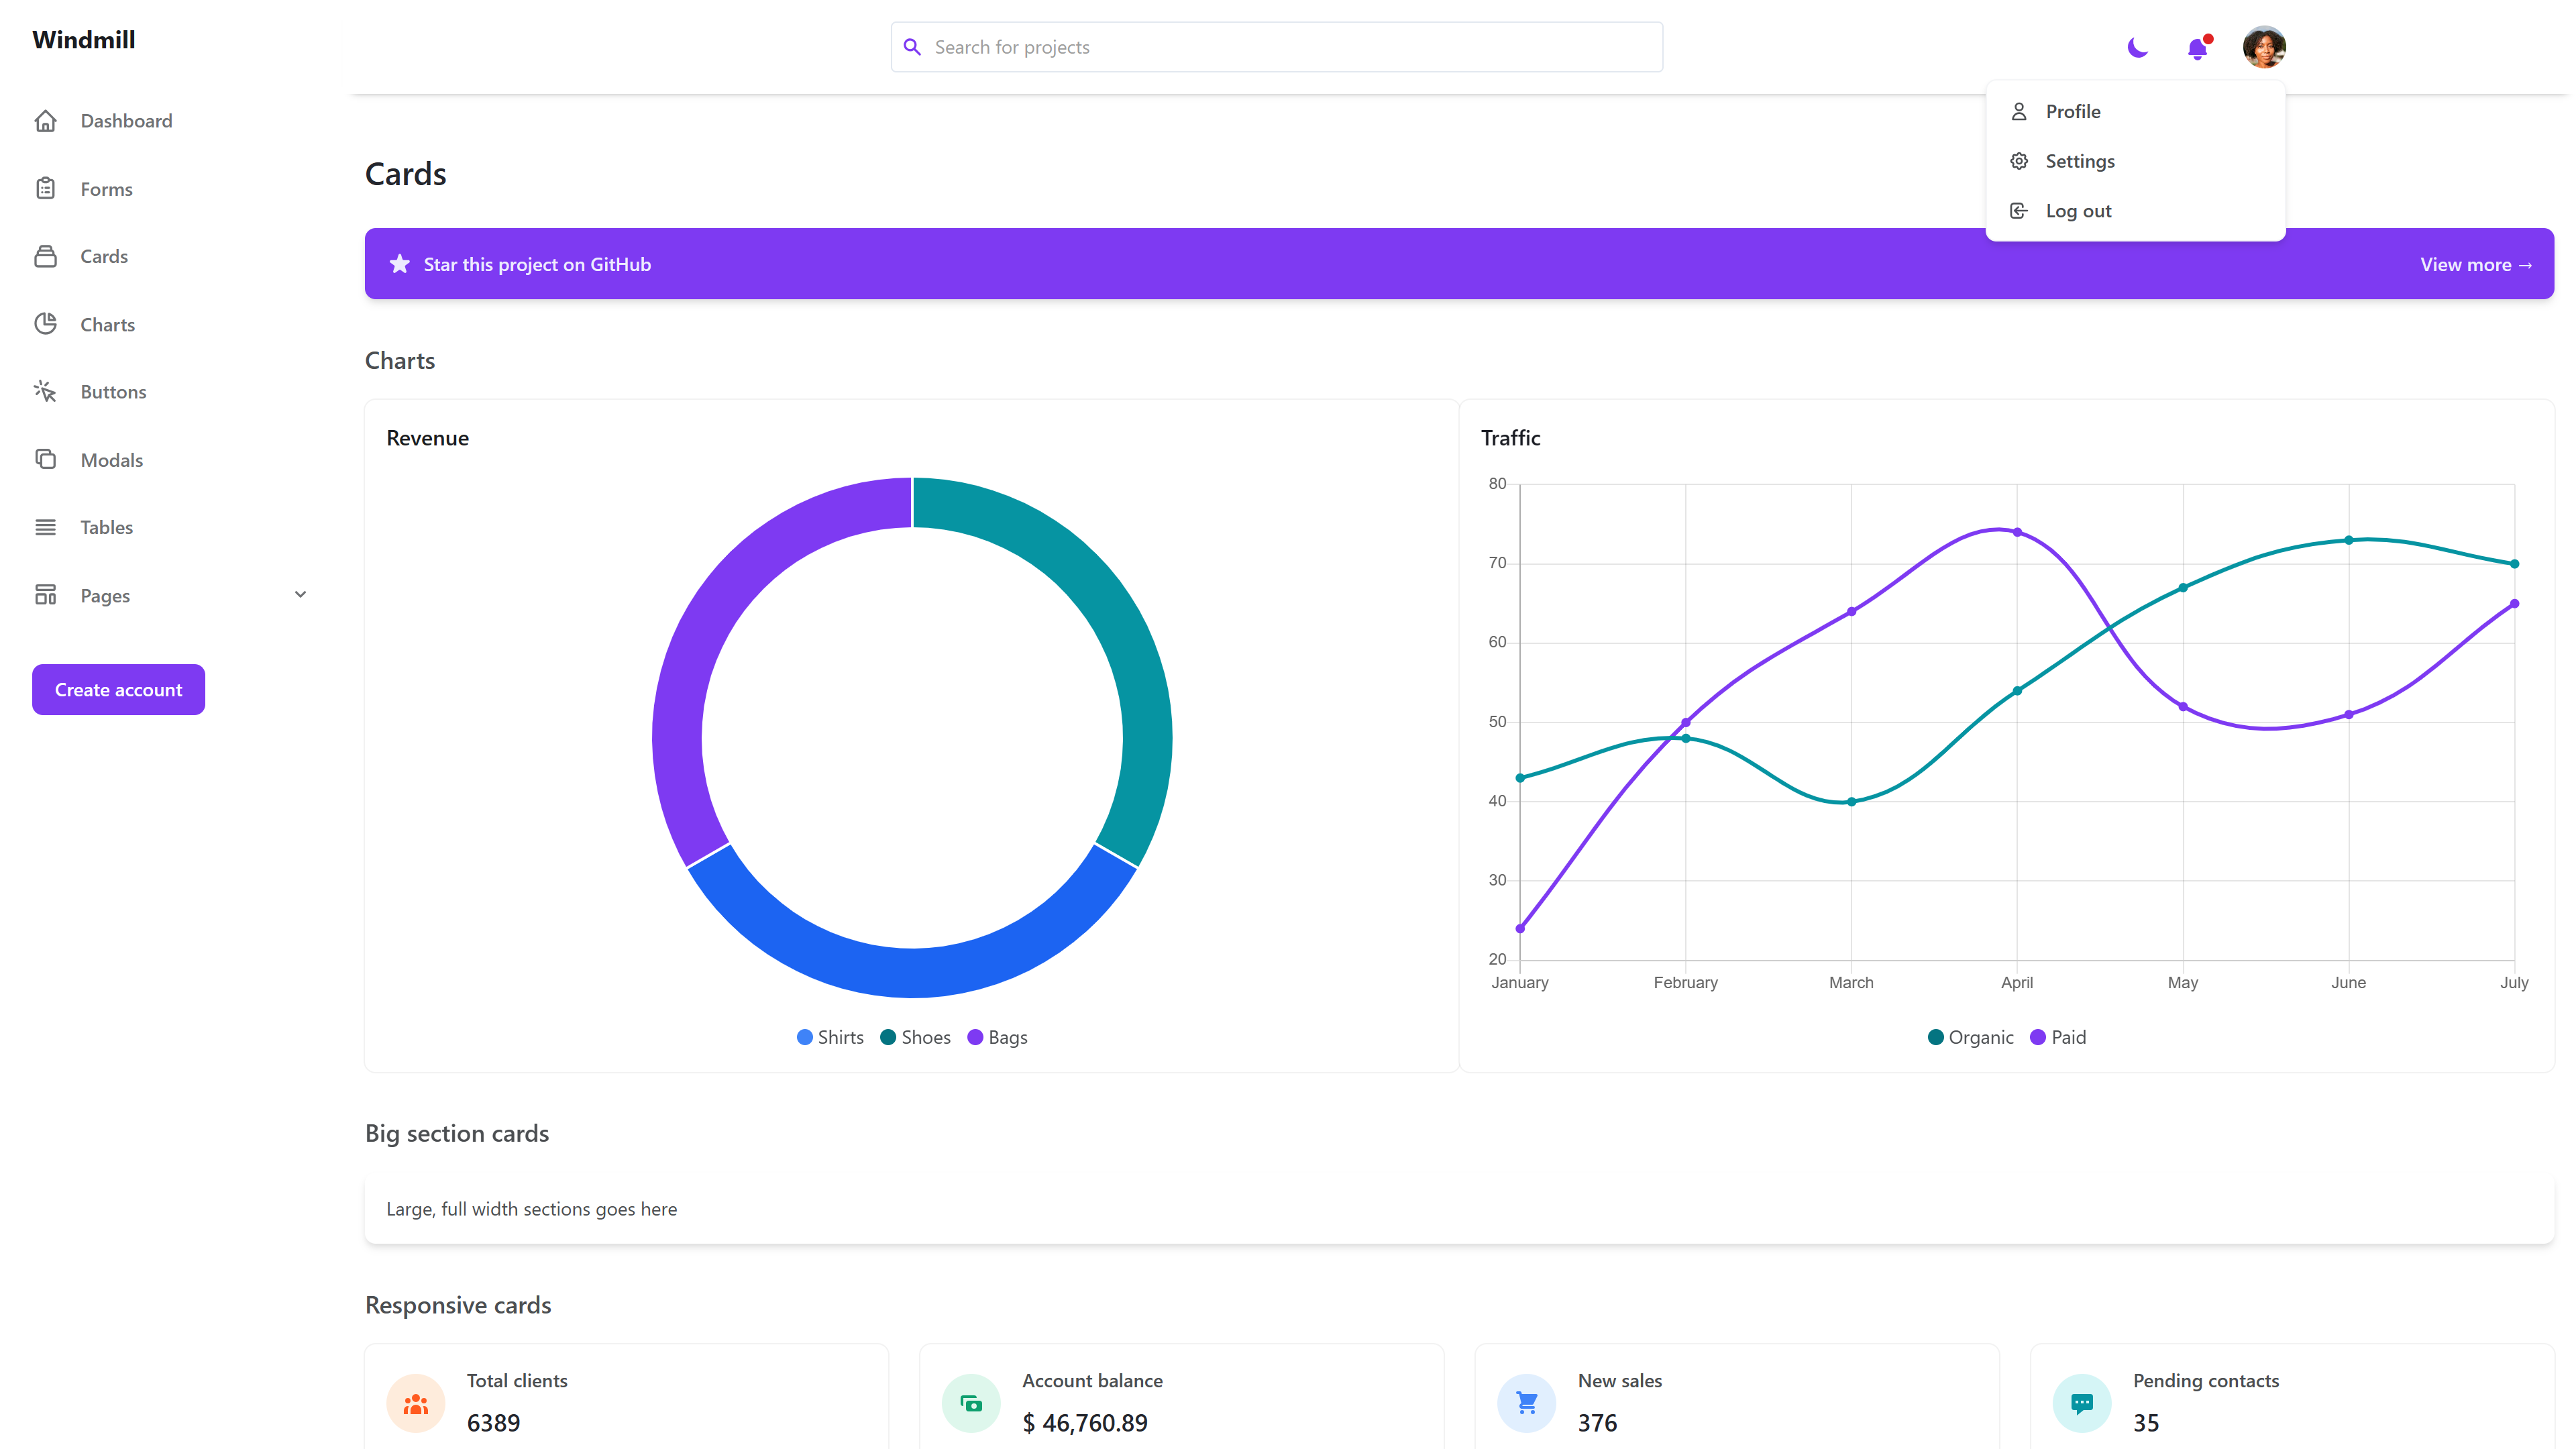 Windmill
Search for projects
Dashboard
Forms
Cards
Charts
Buttons
Modals
Tables
Pages
Create account
Profile
Settings
Log out
Cards
Star this project on GitHub
View more →
Charts
Revenue
Shirts
Shoes
Bags
Traffic
80
70
60
50
40
30
20
January
February
March
April
May
June
July
Organic
Paid
Big section cards
Large, full width sections goes here
Responsive cards
Total clients
6389
Account balance
$ 46,760.89
New sales
376
Pending contacts
35